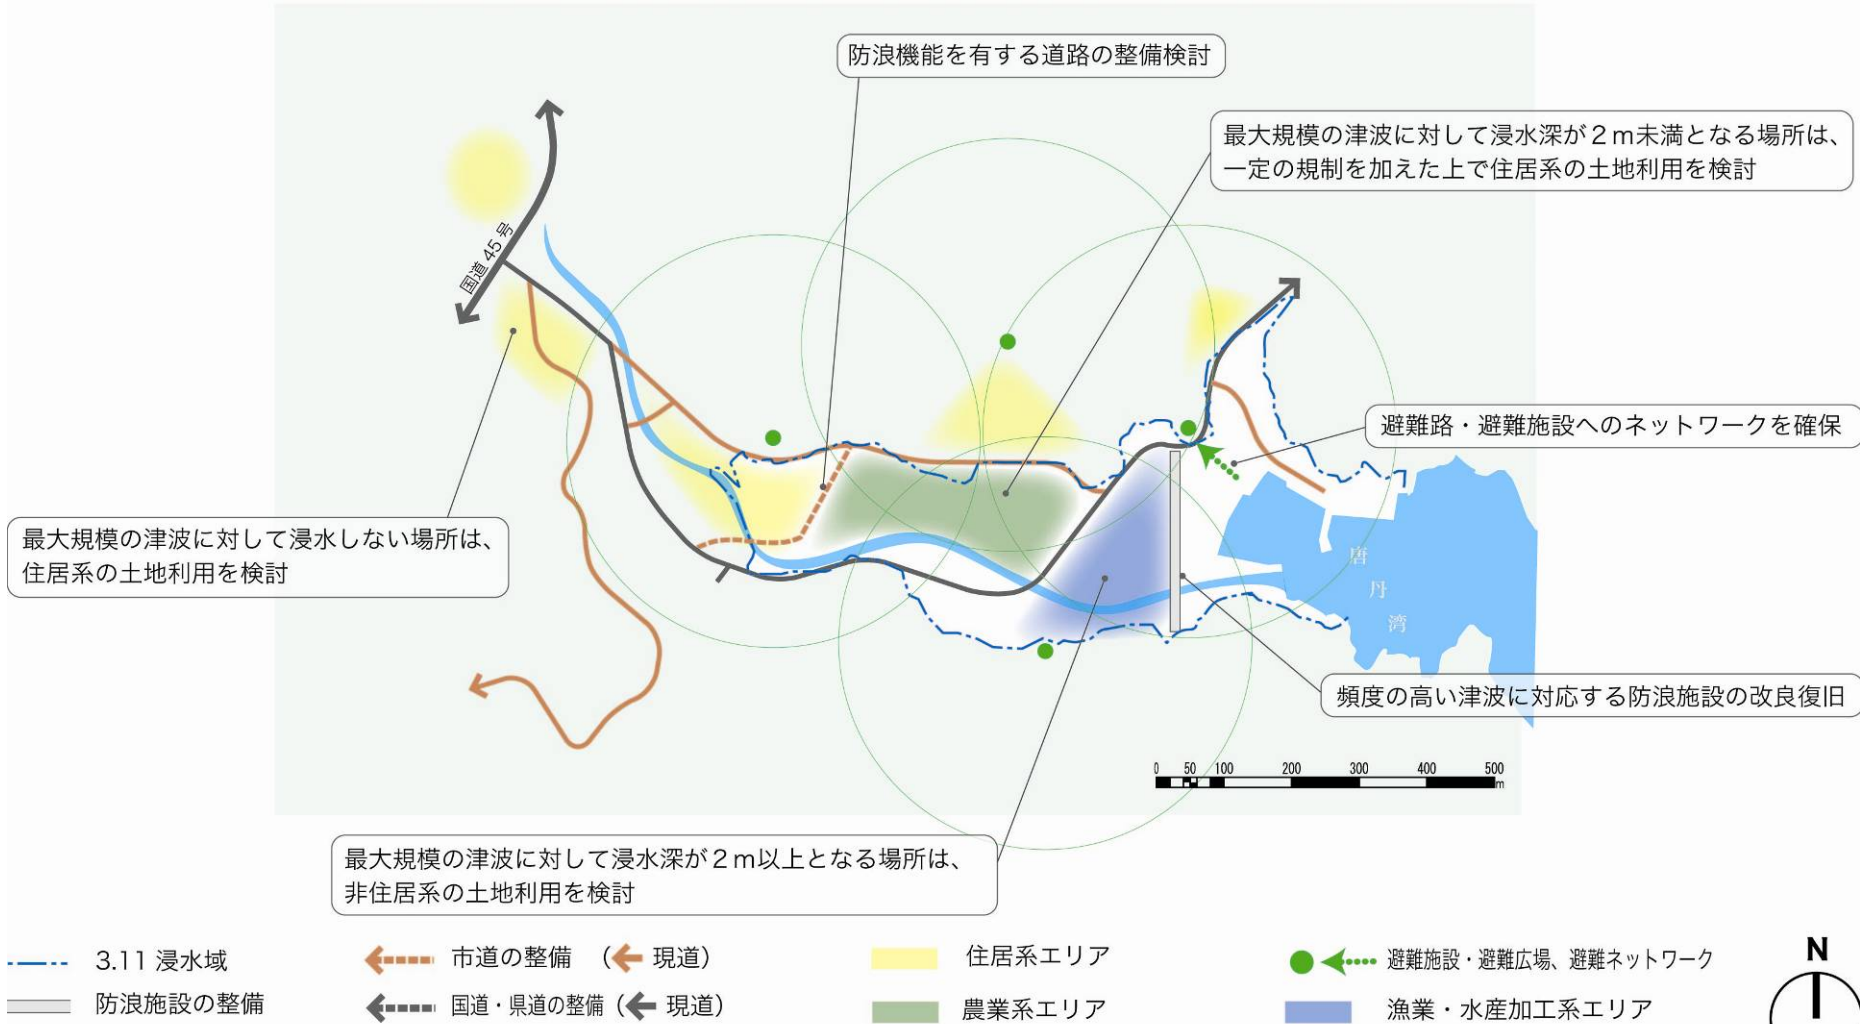 防浪機能を有する道路の整備検討
最大規模の津波に対して浸水深が２ｍ未満となる場所は、
一定の規制を加えた上で住居系の土地利用を検討
国道 45 号
避難路・避難施設へのネットワークを確保
最大規模の津波に対して浸水しない場所は、
住居系の土地利用を検討
唐丹湾
頻度の高い津波に対応する防浪施設の改良復旧
0 50 100 200 300 400 500
m
最大規模の津波に対して浸水深が２ｍ以上となる場所は、
非住居系の土地利用を検討
3.11 浸水域
市道の整備 （ 現道）
住居系エリア
避難施設・避難広場、避難ネットワーク
N
防浪施設の整備
国道・県道の整備（ 現道）
農業系エリア
漁業・水産加工系エリア